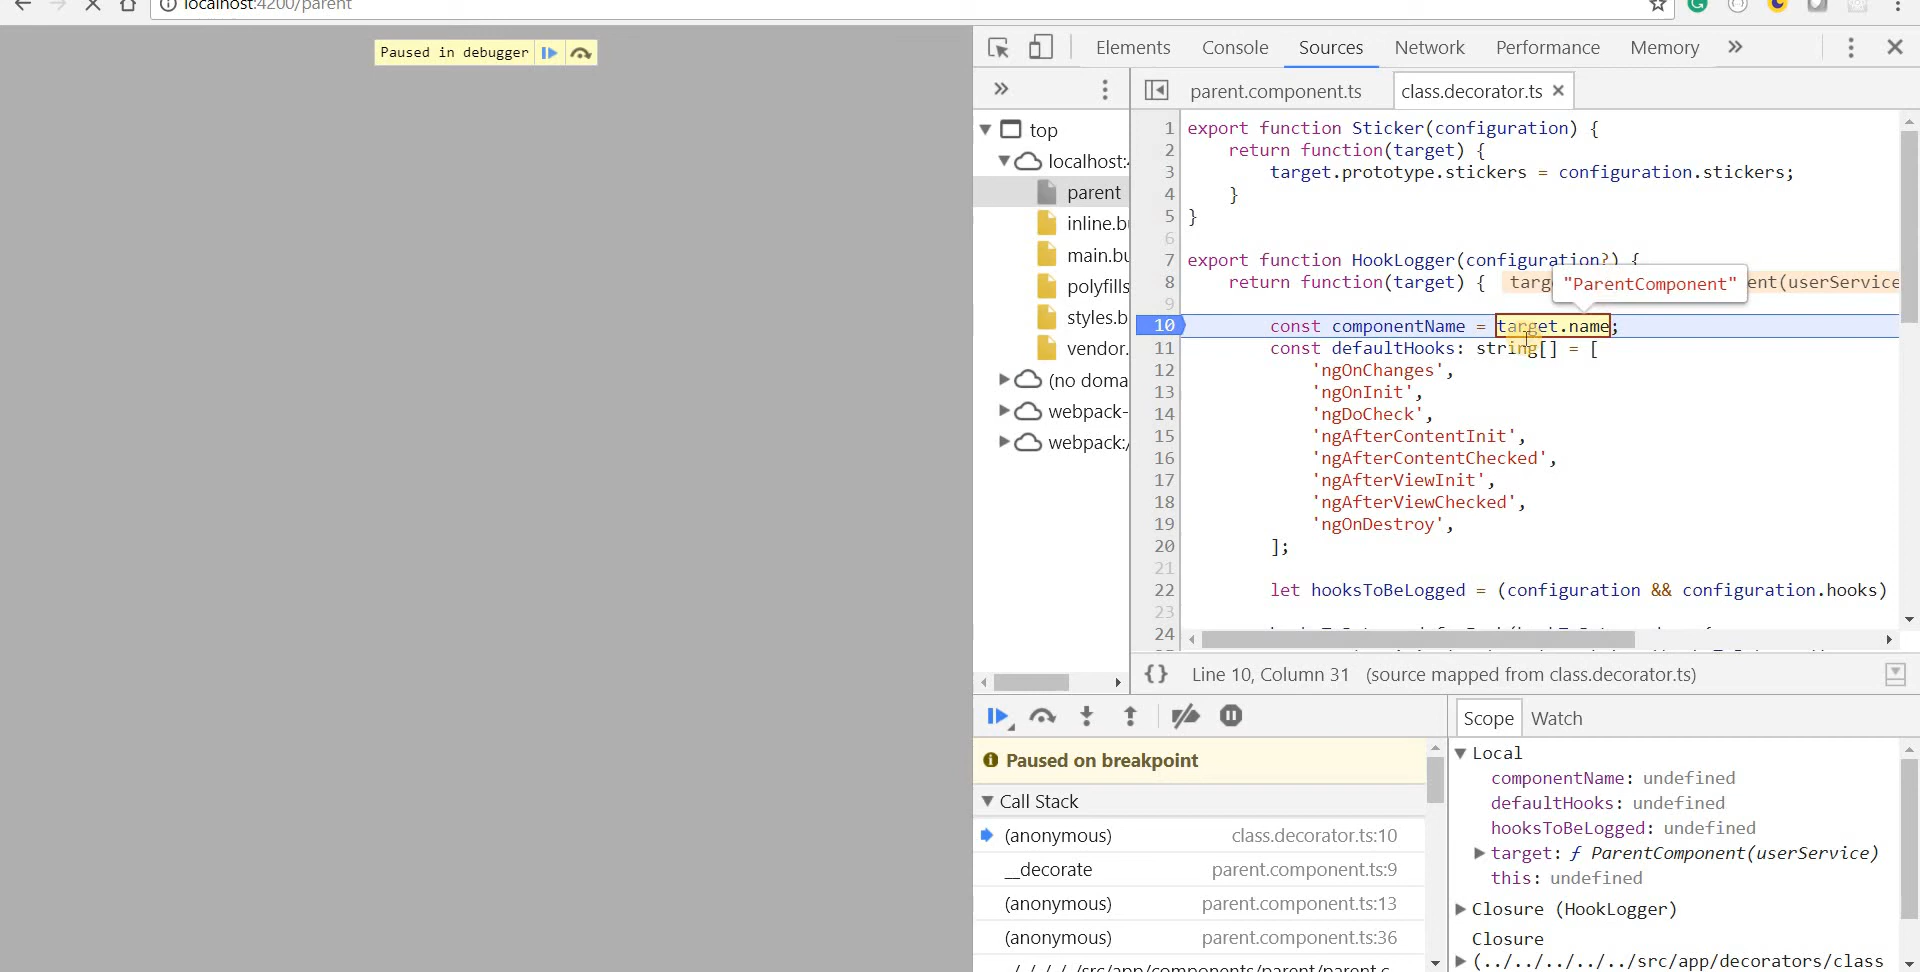 localhost:4200/parent
Paused in debugger
Elements Console Sources Network Performance Memory »
» parent.component.ts class.decorator.ts ×
top
localhost:4
parent
inline.bu
main.bu
polyfills
styles.b
vendor.
(no doma
webpack-
webpack:/
1 export function Sticker(configuration) {
2 return function(target) {
3 target.prototype.stickers = configuration.stickers;
4 }
5 }
6
7 export function HookLogger(configuration?) {
8 return function(target) { targ ent(userService
"ParentComponent"
9
10 const componentName = target.name;
11 const defaultHooks: string[] = [
12 'ngOnChanges',
13 'ngOnInit',
14 'ngDoCheck',
15 'ngAfterContentInit',
16 'ngAfterContentChecked',
17 'ngAfterViewInit',
18 'ngAfterViewChecked',
19 'ngOnDestroy',
20 ];
21
22 let hooksToBeLogged = (configuration && configuration.hooks)
23
24
{} Line 10, Column 31 (source mapped from class.decorator.ts)
Paused on breakpoint
Call Stack
(anonymous) class.decorator.ts:10
__decorate parent.component.ts:9
(anonymous) parent.component.ts:13
(anonymous) parent.component.ts:36
Scope Watch
Local
componentName: undefined
defaultHooks: undefined
hooksToBeLogged: undefined
target: ƒ ParentComponent(userService)
this: undefined
Closure (HookLogger)
Closure
(../../../../../src/app/decorators/class